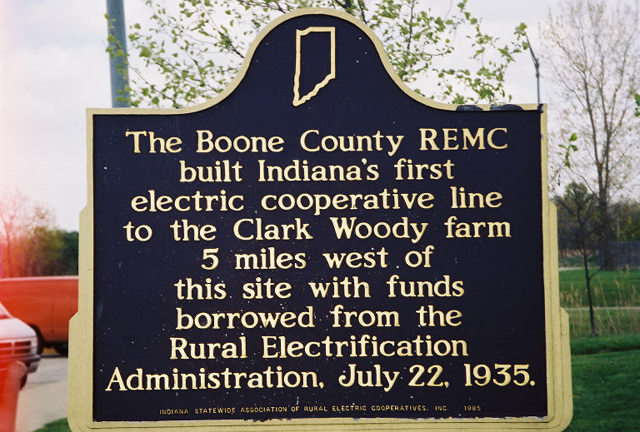 The Boone County REMC
built Indiana's first
electric cooperative line
to the Clark Woody farm
5 miles west of
this site with funds
borrowed from the
Rural Electrification
Administration, July 22, 1935.
INDIANA STATEWIDE ASSOCIATION OF RURAL ELECTRIC COOPERATIVES, INC. 1985